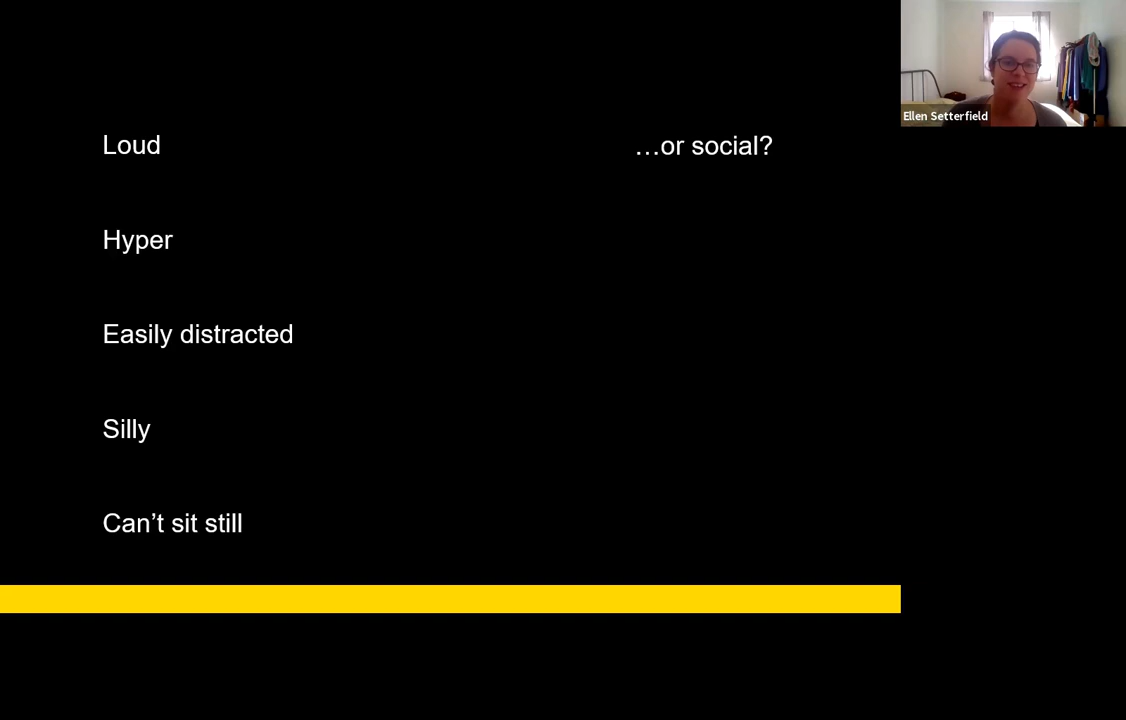 Loud
…or social?
Ellen Setterfield
Hyper
Easily distracted
Silly
Can’t sit still